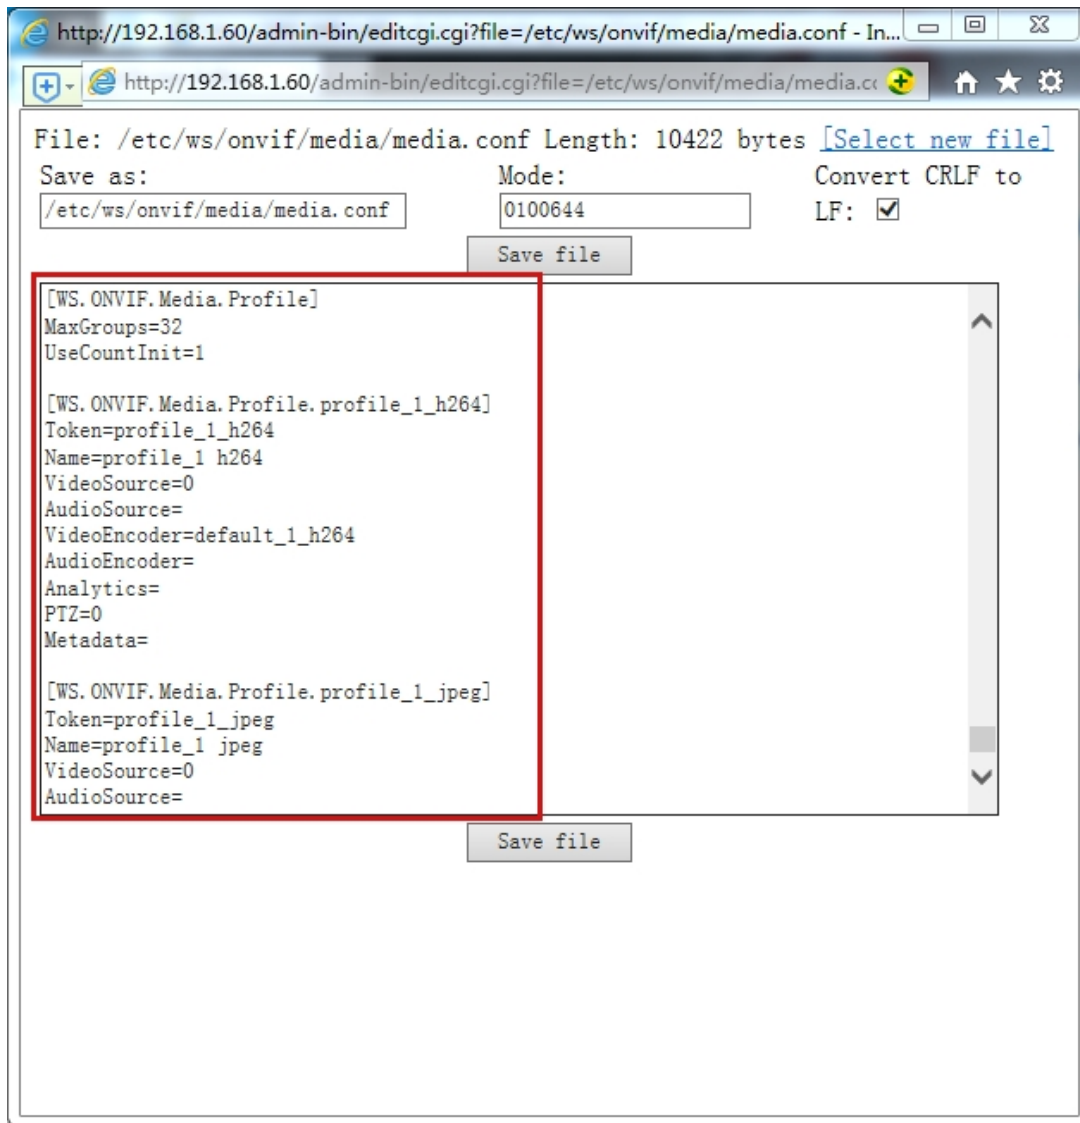 http://192.168.1.60/admin-bin/editcgi.cgi?file=/etc/ws/onvif/media/media.conf - In...
http://192.168.1.60/admin-bin/editcgi.cgi?file=/etc/ws/onvif/media/media.cc
File: /etc/ws/onvif/media/media.conf Length: 10422 bytes [Select new file]
Save as: Mode: Convert CRLF to
/etc/ws/onvif/media/media.conf 0100644 LF:
Save file
[WS.ONVIF.Media.Profile]
MaxGroups=32
UseCountInit=1
[WS.ONVIF.Media.Profile.profile_1_h264]
Token=profile_1_h264
Name=profile_1 h264
VideoSource=0
AudioSource=
VideoEncoder=default_1_h264
AudioEncoder=
Analytics=
PTZ=0
Metadata=
[WS.ONVIF.Media.Profile.profile_1_jpeg]
Token=profile_1_jpeg
Name=profile_1 jpeg
VideoSource=0
AudioSource=
Save file